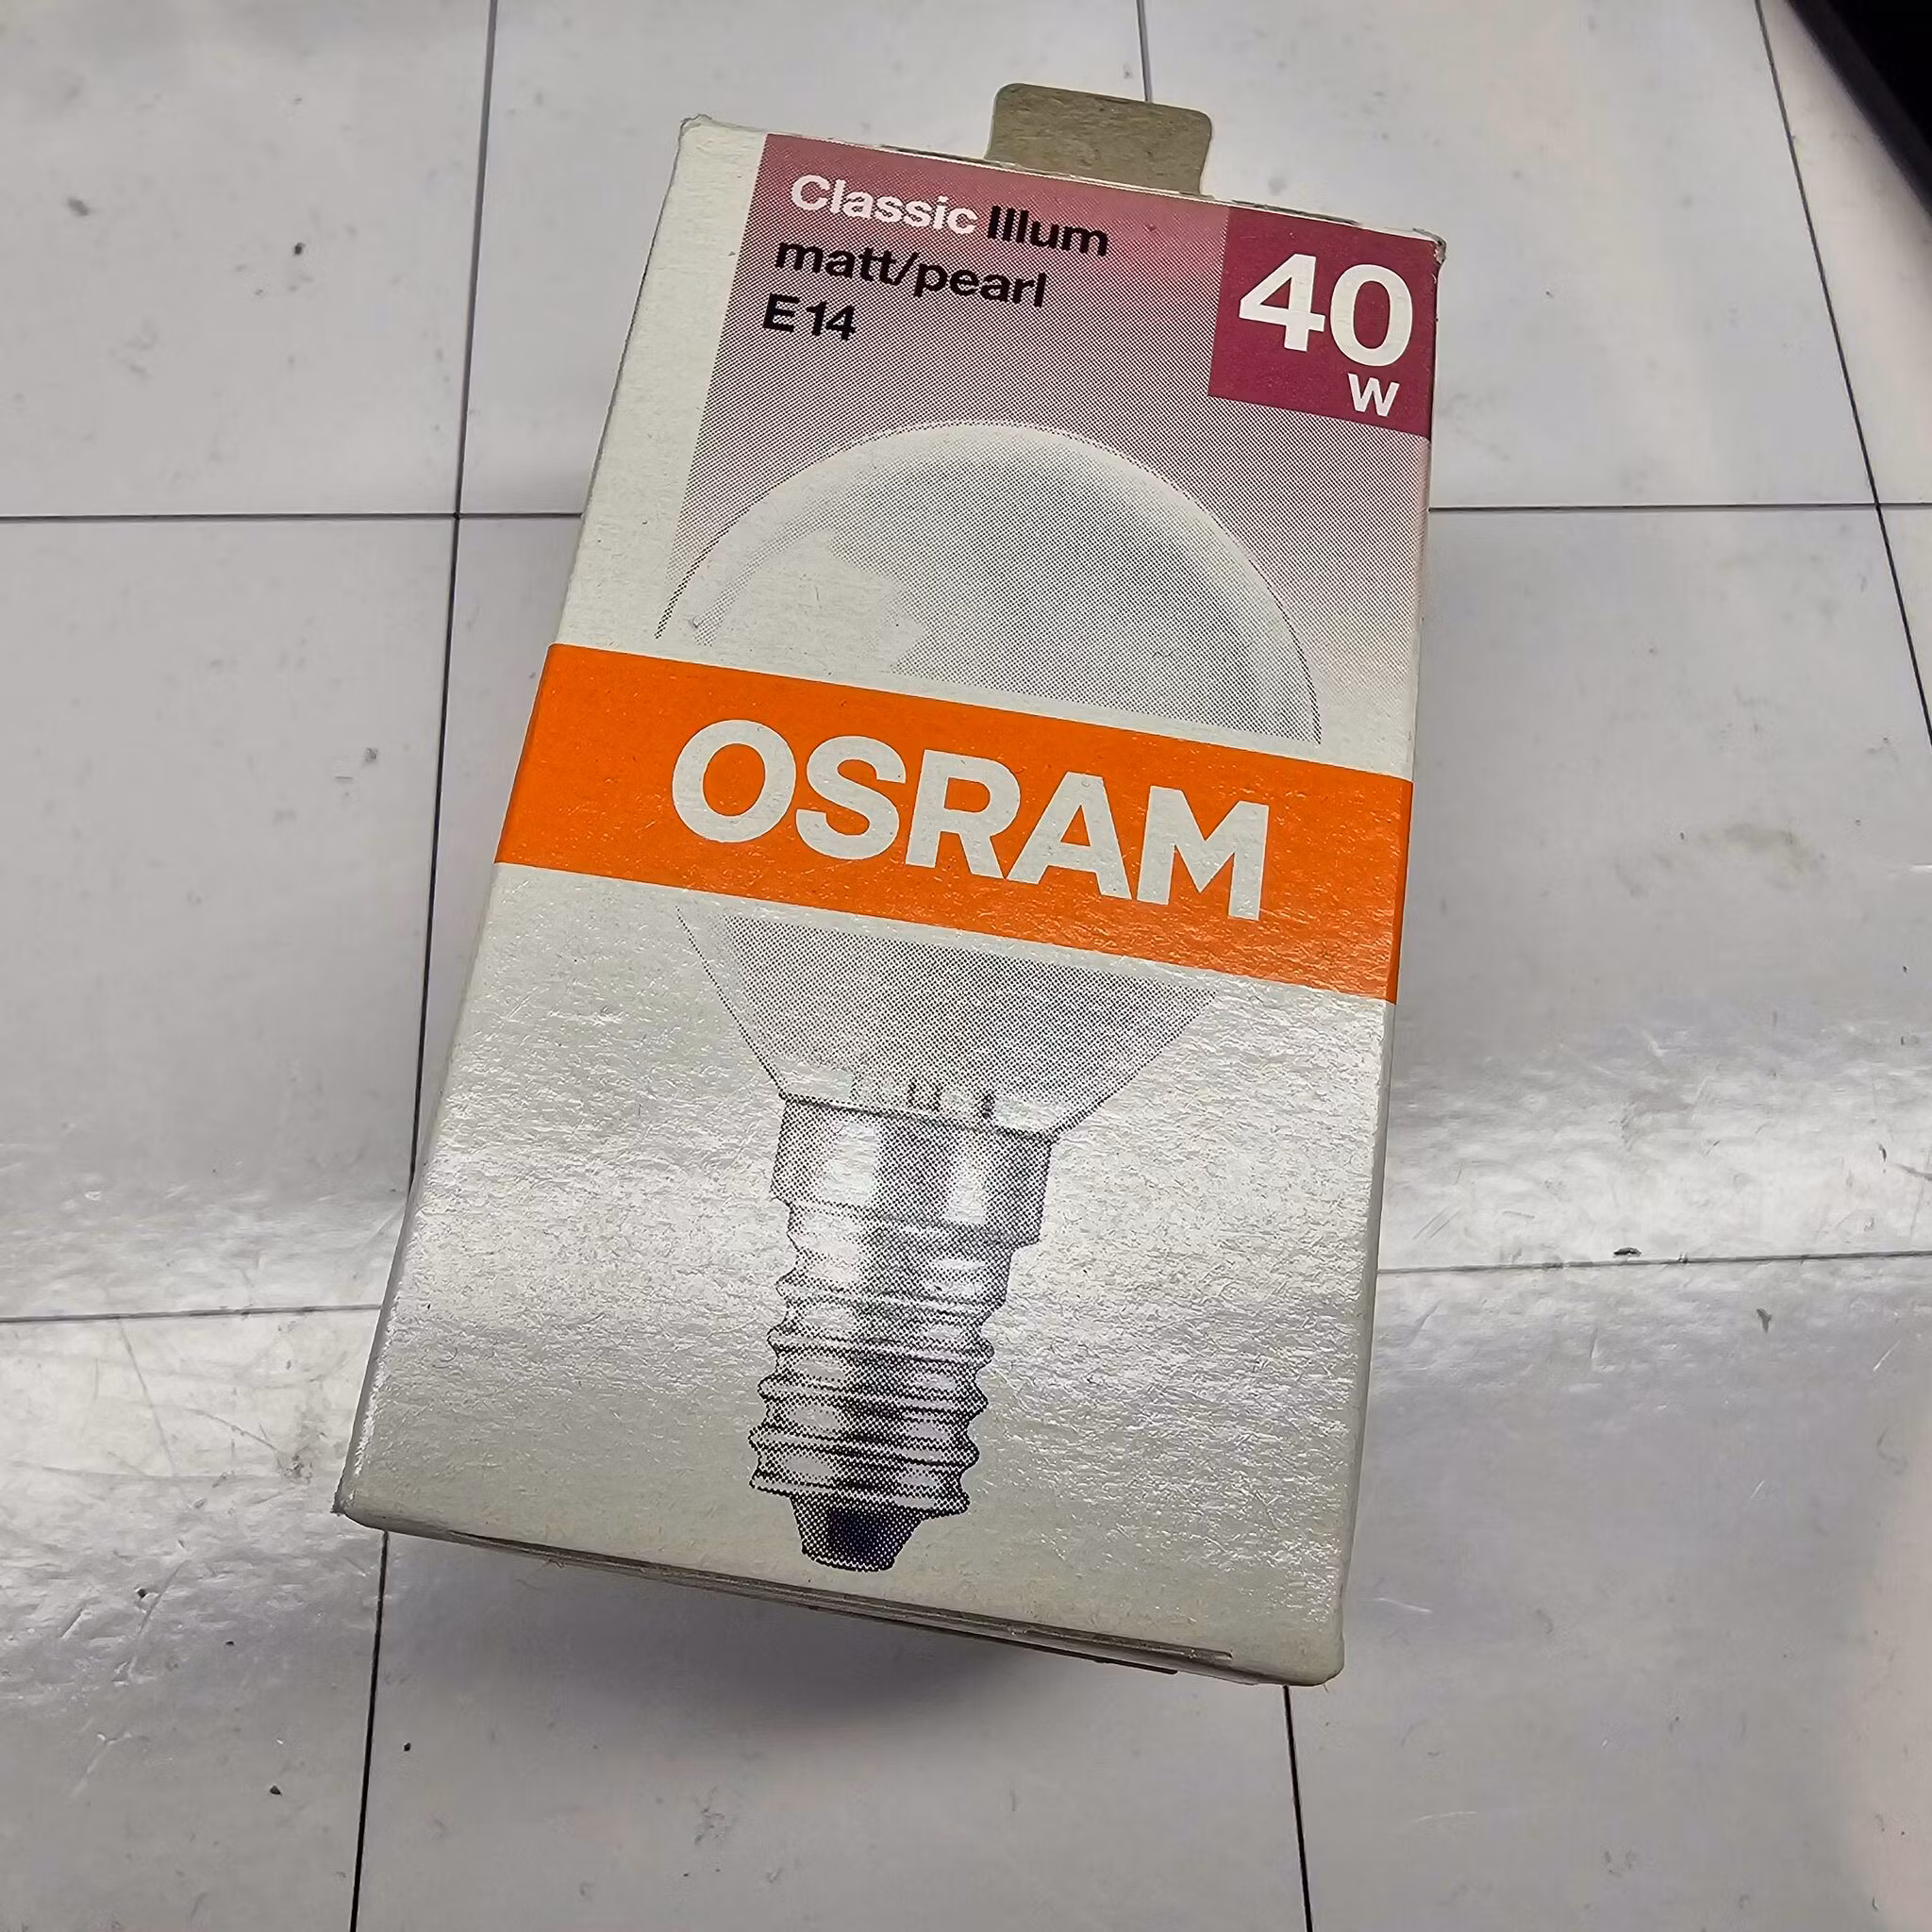 Classic Illum
matt/pearl
E 14
40
W
OSRAM